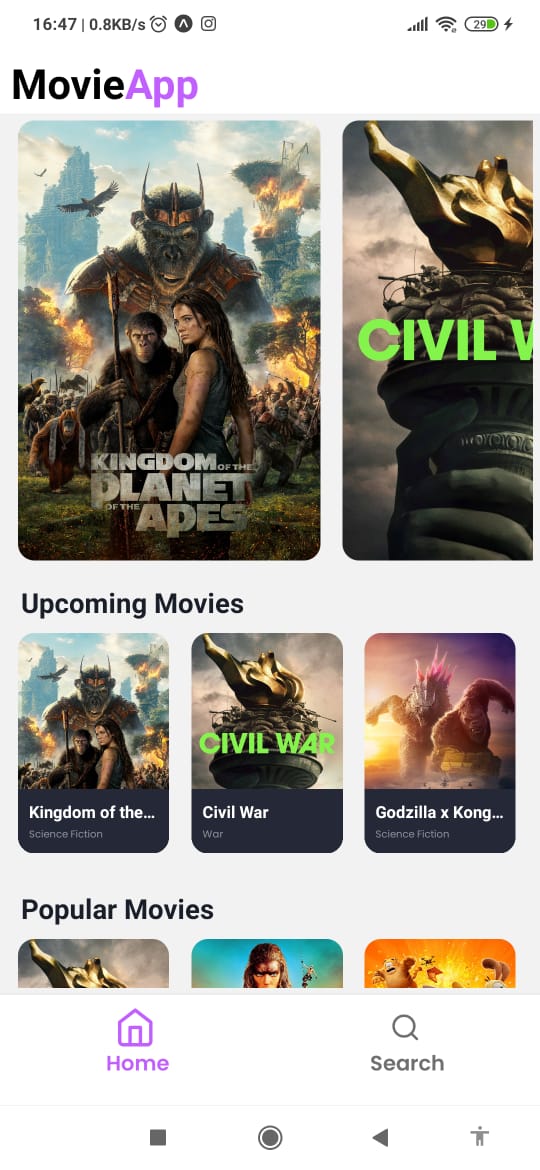 16:47 | 0.8KB/s
29
MovieApp
KINGDOM OF THE
PLANET
OF THE APES
CIVIL W
Upcoming Movies
CIVIL WAR
Kingdom of the...
Science Fiction
Civil War
War
Godzilla x Kong...
Science Fiction
Popular Movies
Home
Search